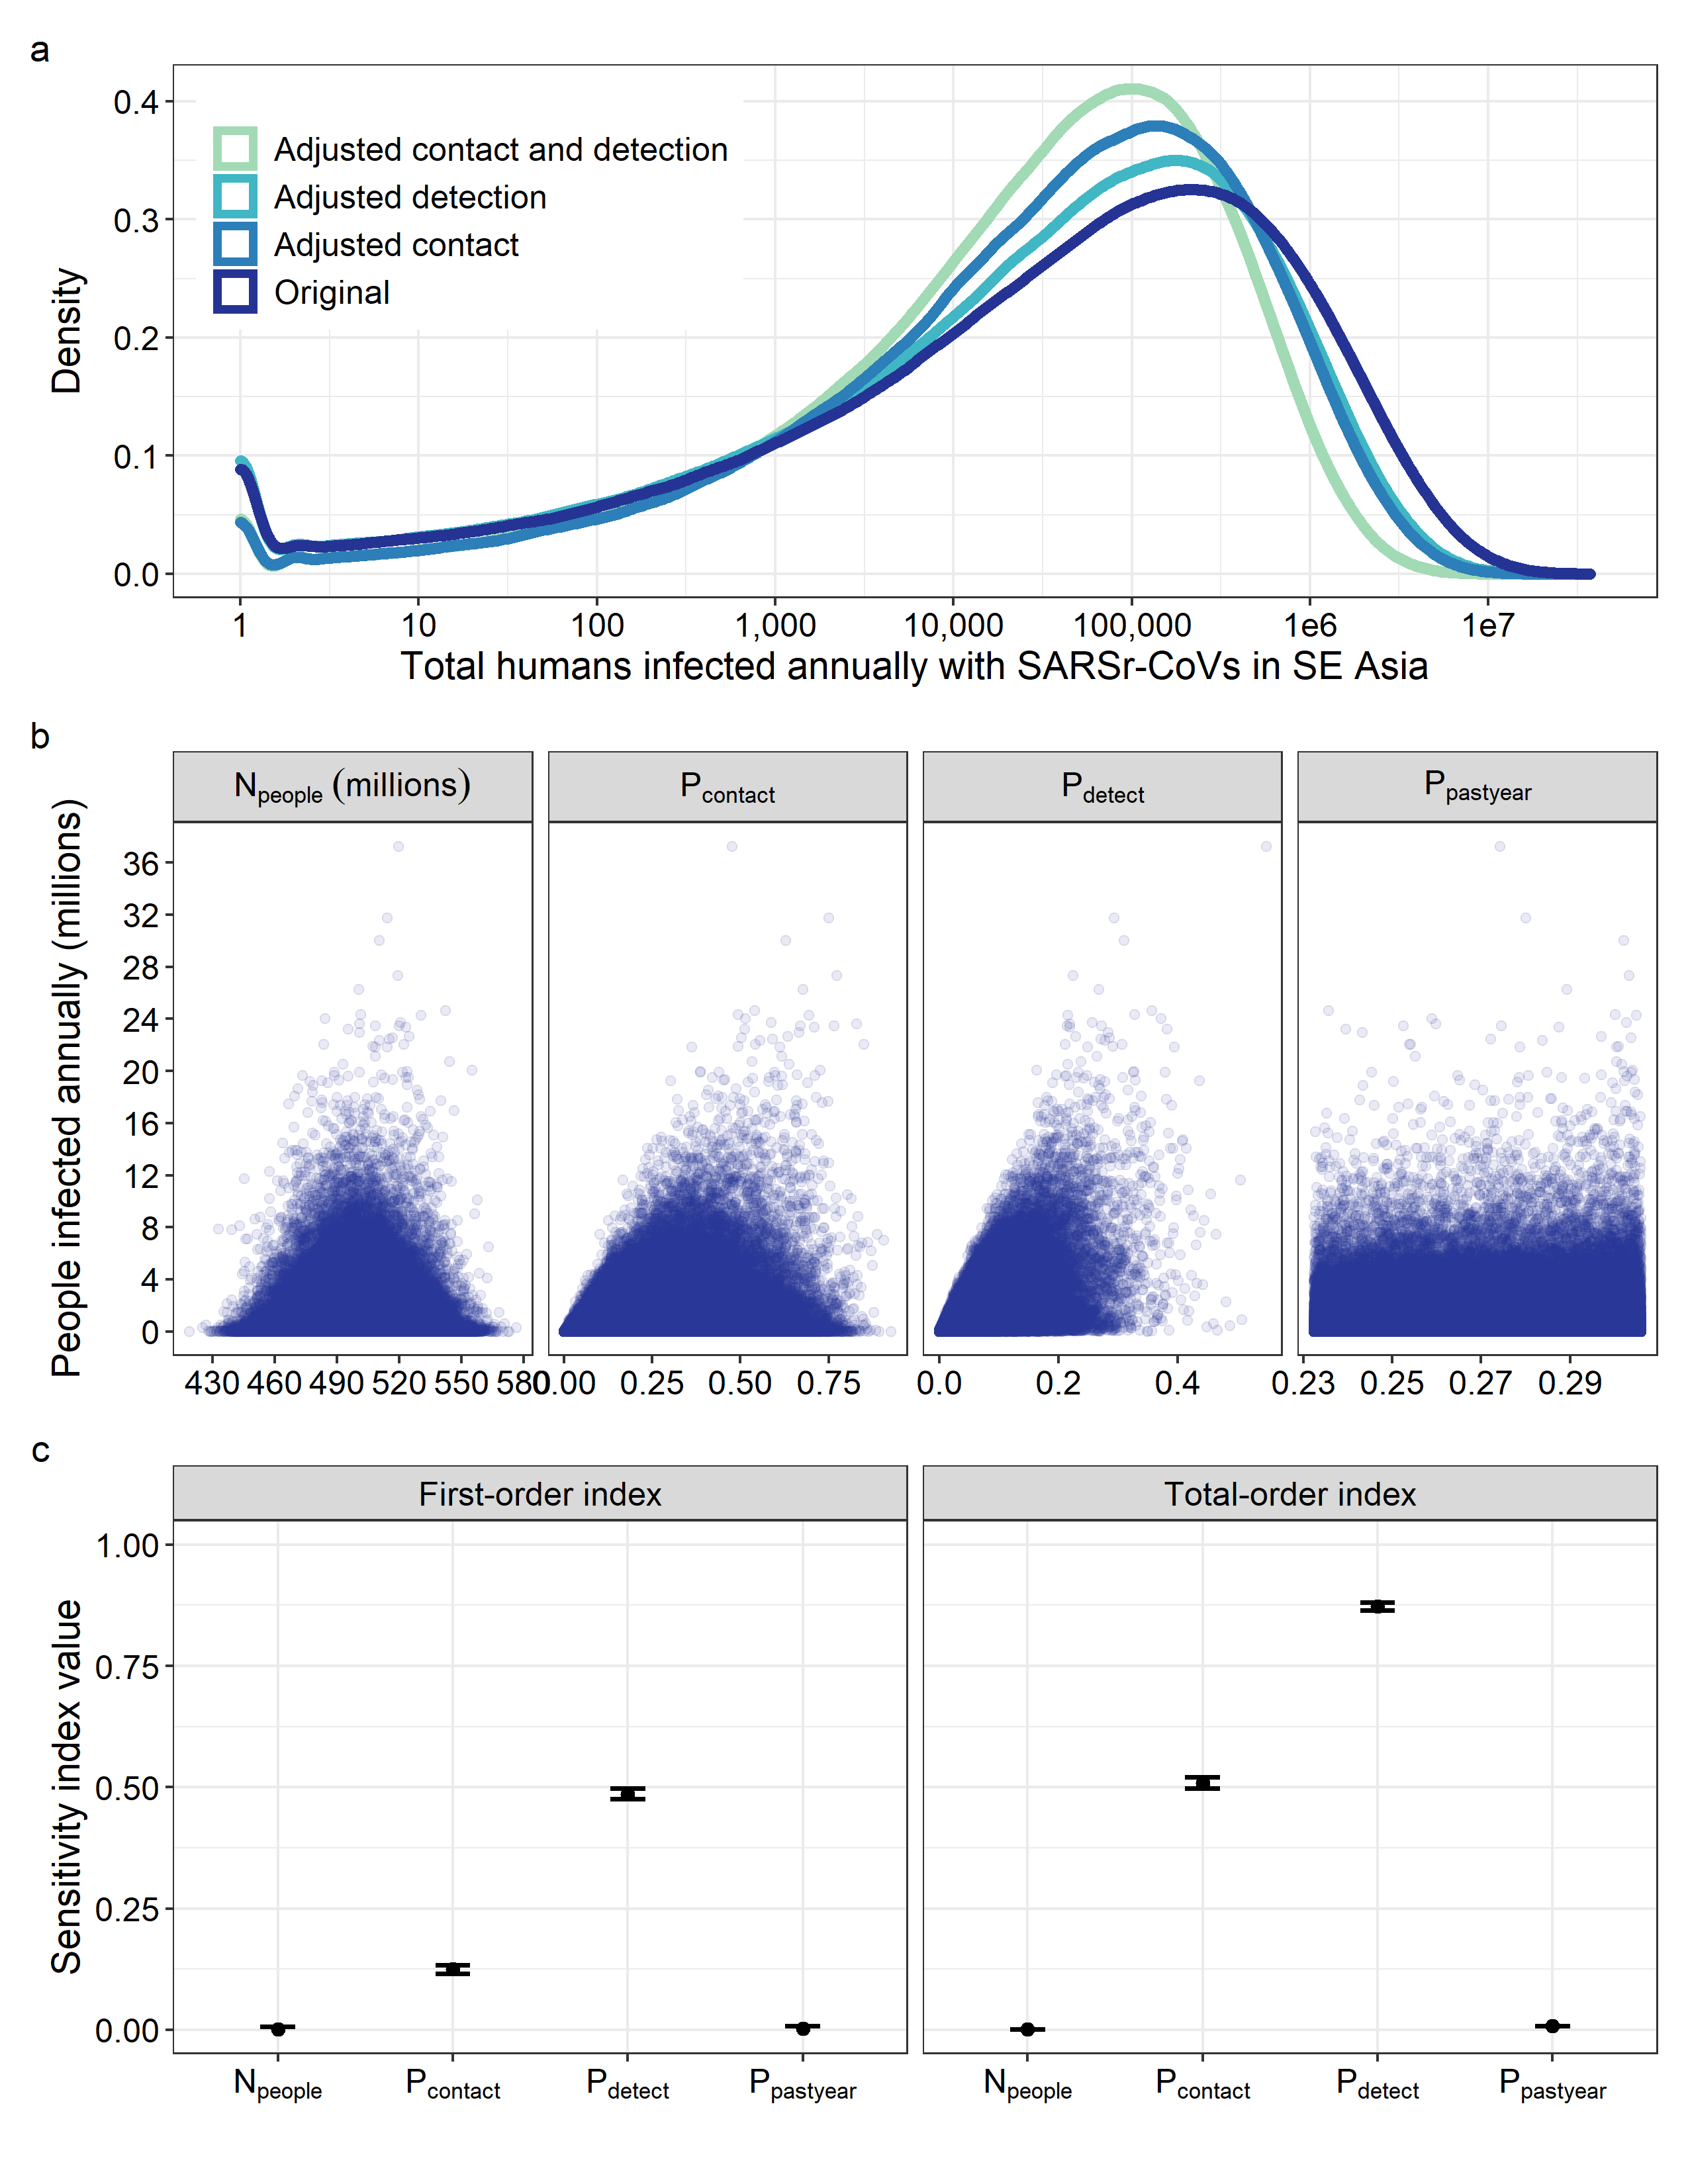 a
0.4
0.3
0.2
0.1
0.0
Density
Adjusted contact and detection
Adjusted detection
Adjusted contact
Original
1 10 100 1,000 10,000 100,000 1e6 1e7
Total humans infected annually with SARSr-CoVs in SE Asia
b
Npeople (millions) Pcontact Pdetect Ppastyear
People infected annually (millions)
36
32
28
24
20
16
12
8
4
0
430 460 490 520 550 580 0.00 0.25 0.50 0.75 0.0 0.2 0.4 0.23 0.25 0.27 0.29
c
First-order index Total-order index
Sensitivity index value
1.00
0.75
0.50
0.25
0.00
Npeople Pcontact Pdetect Ppastyear Npeople Pcontact Pdetect Ppastyear